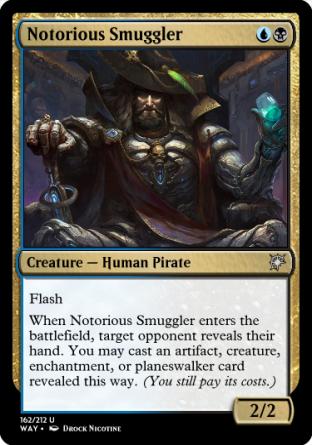 Notorious Smuggler
Creature — Human Pirate
Flash
When Notorious Smuggler enters the
battlefield, target opponent reveals their
hand. You may cast an artifact, creature,
enchantment, or planeswalker card
revealed this way. (You still pay its costs.)
2/2
162/212 U
WAY • Drock Nicotine